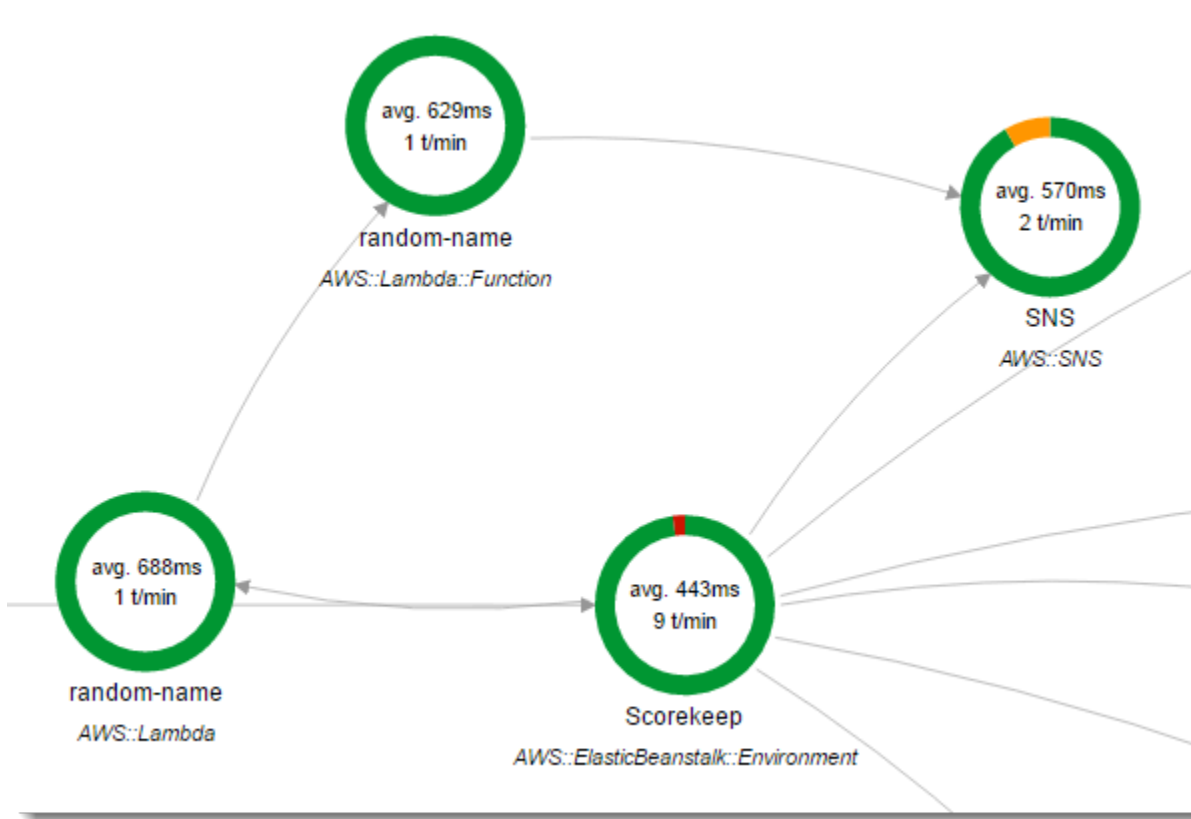 avg. 629ms
1 t/min
random-name
AWS::Lambda::Function
avg. 570ms
2 t/min
SNS
AWS::SNS
avg. 688ms
1 t/min
random-name
AWS::Lambda
avg. 443ms
9 t/min
Scorekeep
AWS::ElasticBeanstalk::Environment